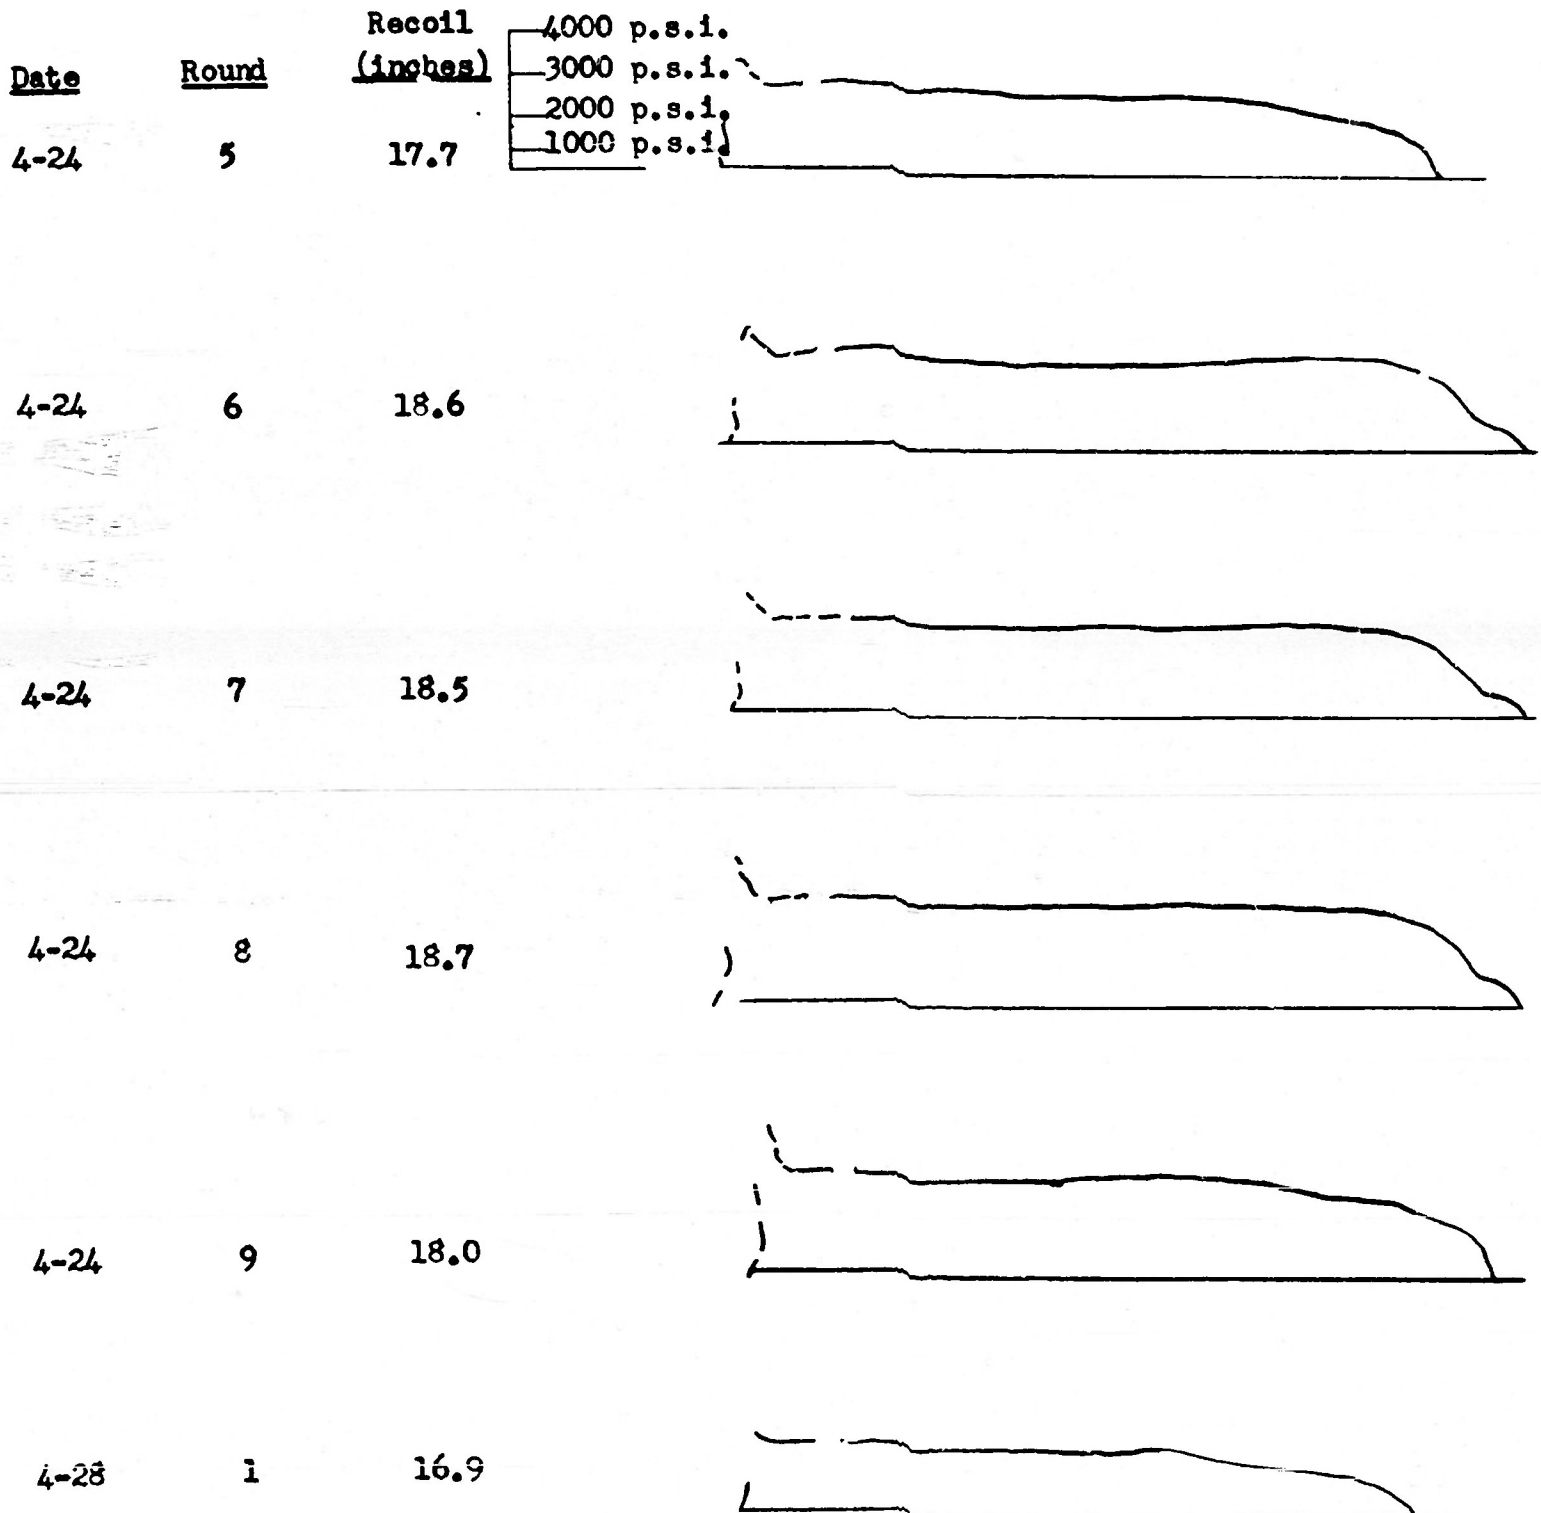 Recoil
Date Round (inches)
4000 p.s.i.
3000 p.s.i.
2000 p.s.i.
1000 p.s.i.
4-24 5 17.7
4-24 6 18.6
4-24 7 18.5
4-24 8 18.7
4-24 9 18.0
4-28 1 16.9